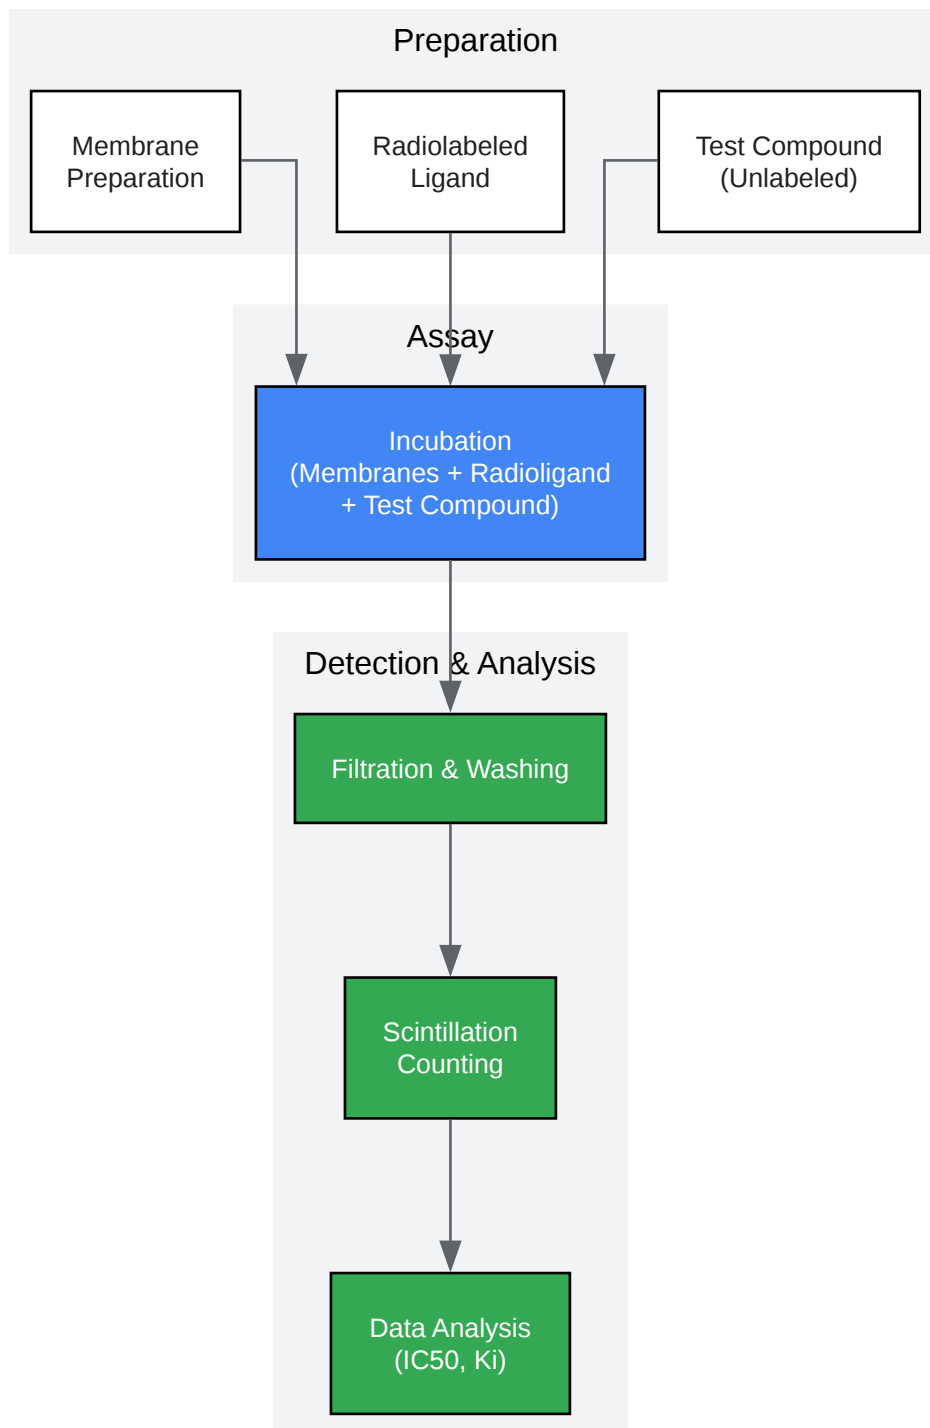 Preparation
Membrane
Preparation
Radiolabeled
Ligand
Test Compound
(Unlabeled)
Assay
Incubation
(Membranes + Radioligand
+ Test Compound)
Detection & Analysis
Filtration & Washing
Scintillation
Counting
Data Analysis
(IC50, Ki)